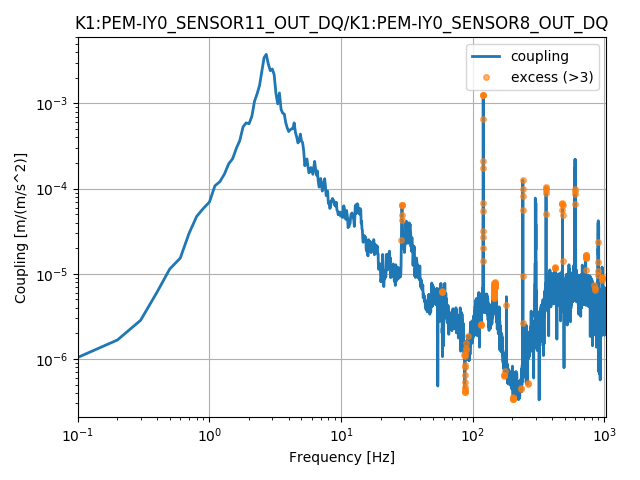 K1:PEM-IY0_SENSOR11_OUT_DQ/K1:PEM-IY0_SENSOR8_OUT_DQ
coupling
excess (>3)
Coupling [m/(m/s^2)]
10⁻³
10⁻⁴
10⁻⁵
10⁻⁶
10⁻¹
10⁰
10¹
10²
10³
Frequency [Hz]